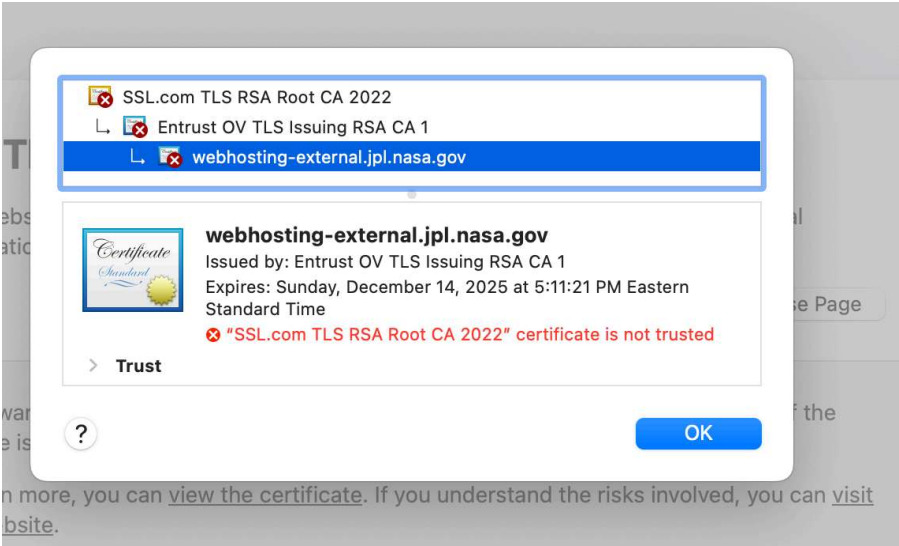 SSL.com TLS RSA Root CA 2022
Entrust OV TLS Issuing RSA CA 1
webhosting-external.jpl.nasa.gov
Certificate
Standard
webhosting-external.jpl.nasa.gov
Issued by: Entrust OV TLS Issuing RSA CA 1
Expires: Sunday, December 14, 2025 at 5:11:21 PM Eastern
Standard Time
"SSL.com TLS RSA Root CA 2022" certificate is not trusted
Page
Trust
the
?
OK
more, you can view the certificate. If you understand the risks involved, you can visit